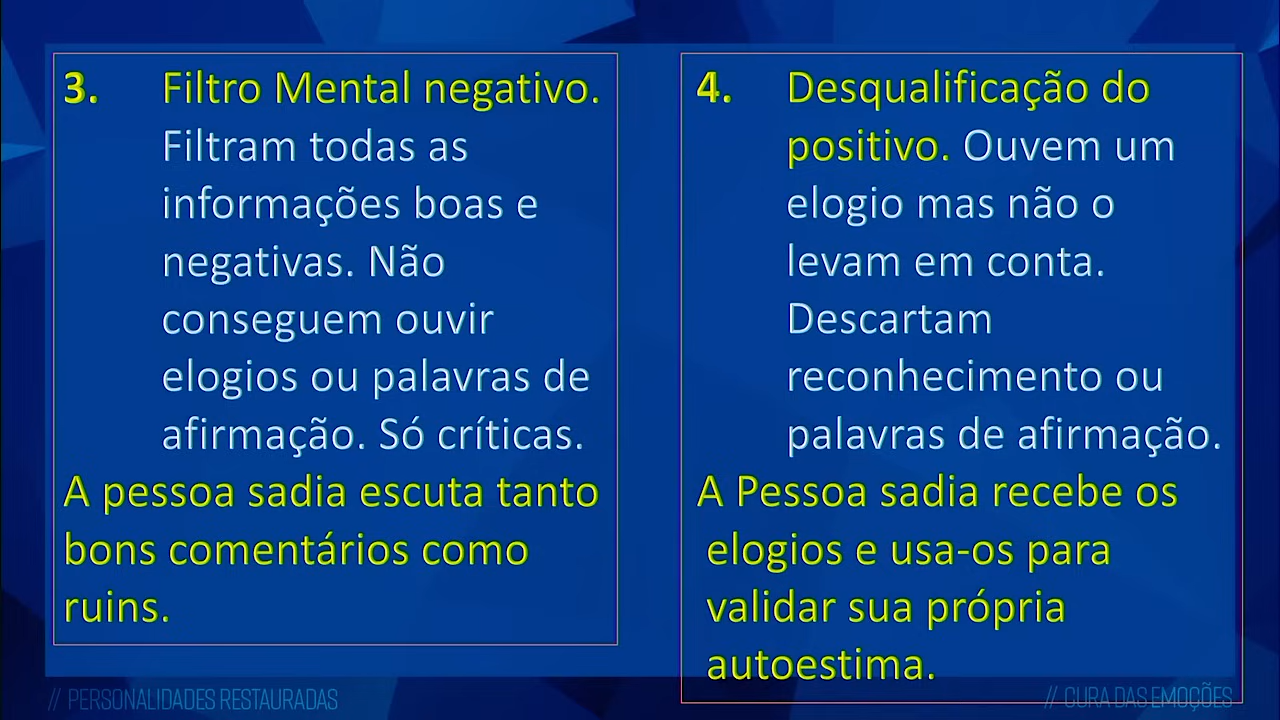 3. Filtro Mental negativo.
Filtram todas as
informações boas e
negativas. Não
conseguem ouvir
elogios ou palavras de
afirmação. Só críticas.
A pessoa sadia escuta tanto
bons comentários como
ruins.
4. Desqualificação do
positivo. Ouvem um
elogio mas não o
levam em conta.
Descartam
reconhecimento ou
palavras de afirmação.
A Pessoa sadia recebe os
elogios e usa-os para
validar sua própria
autoestima.
// PERSONALIDADES RESTAURADAS
// CURA DAS EMOÇÕES